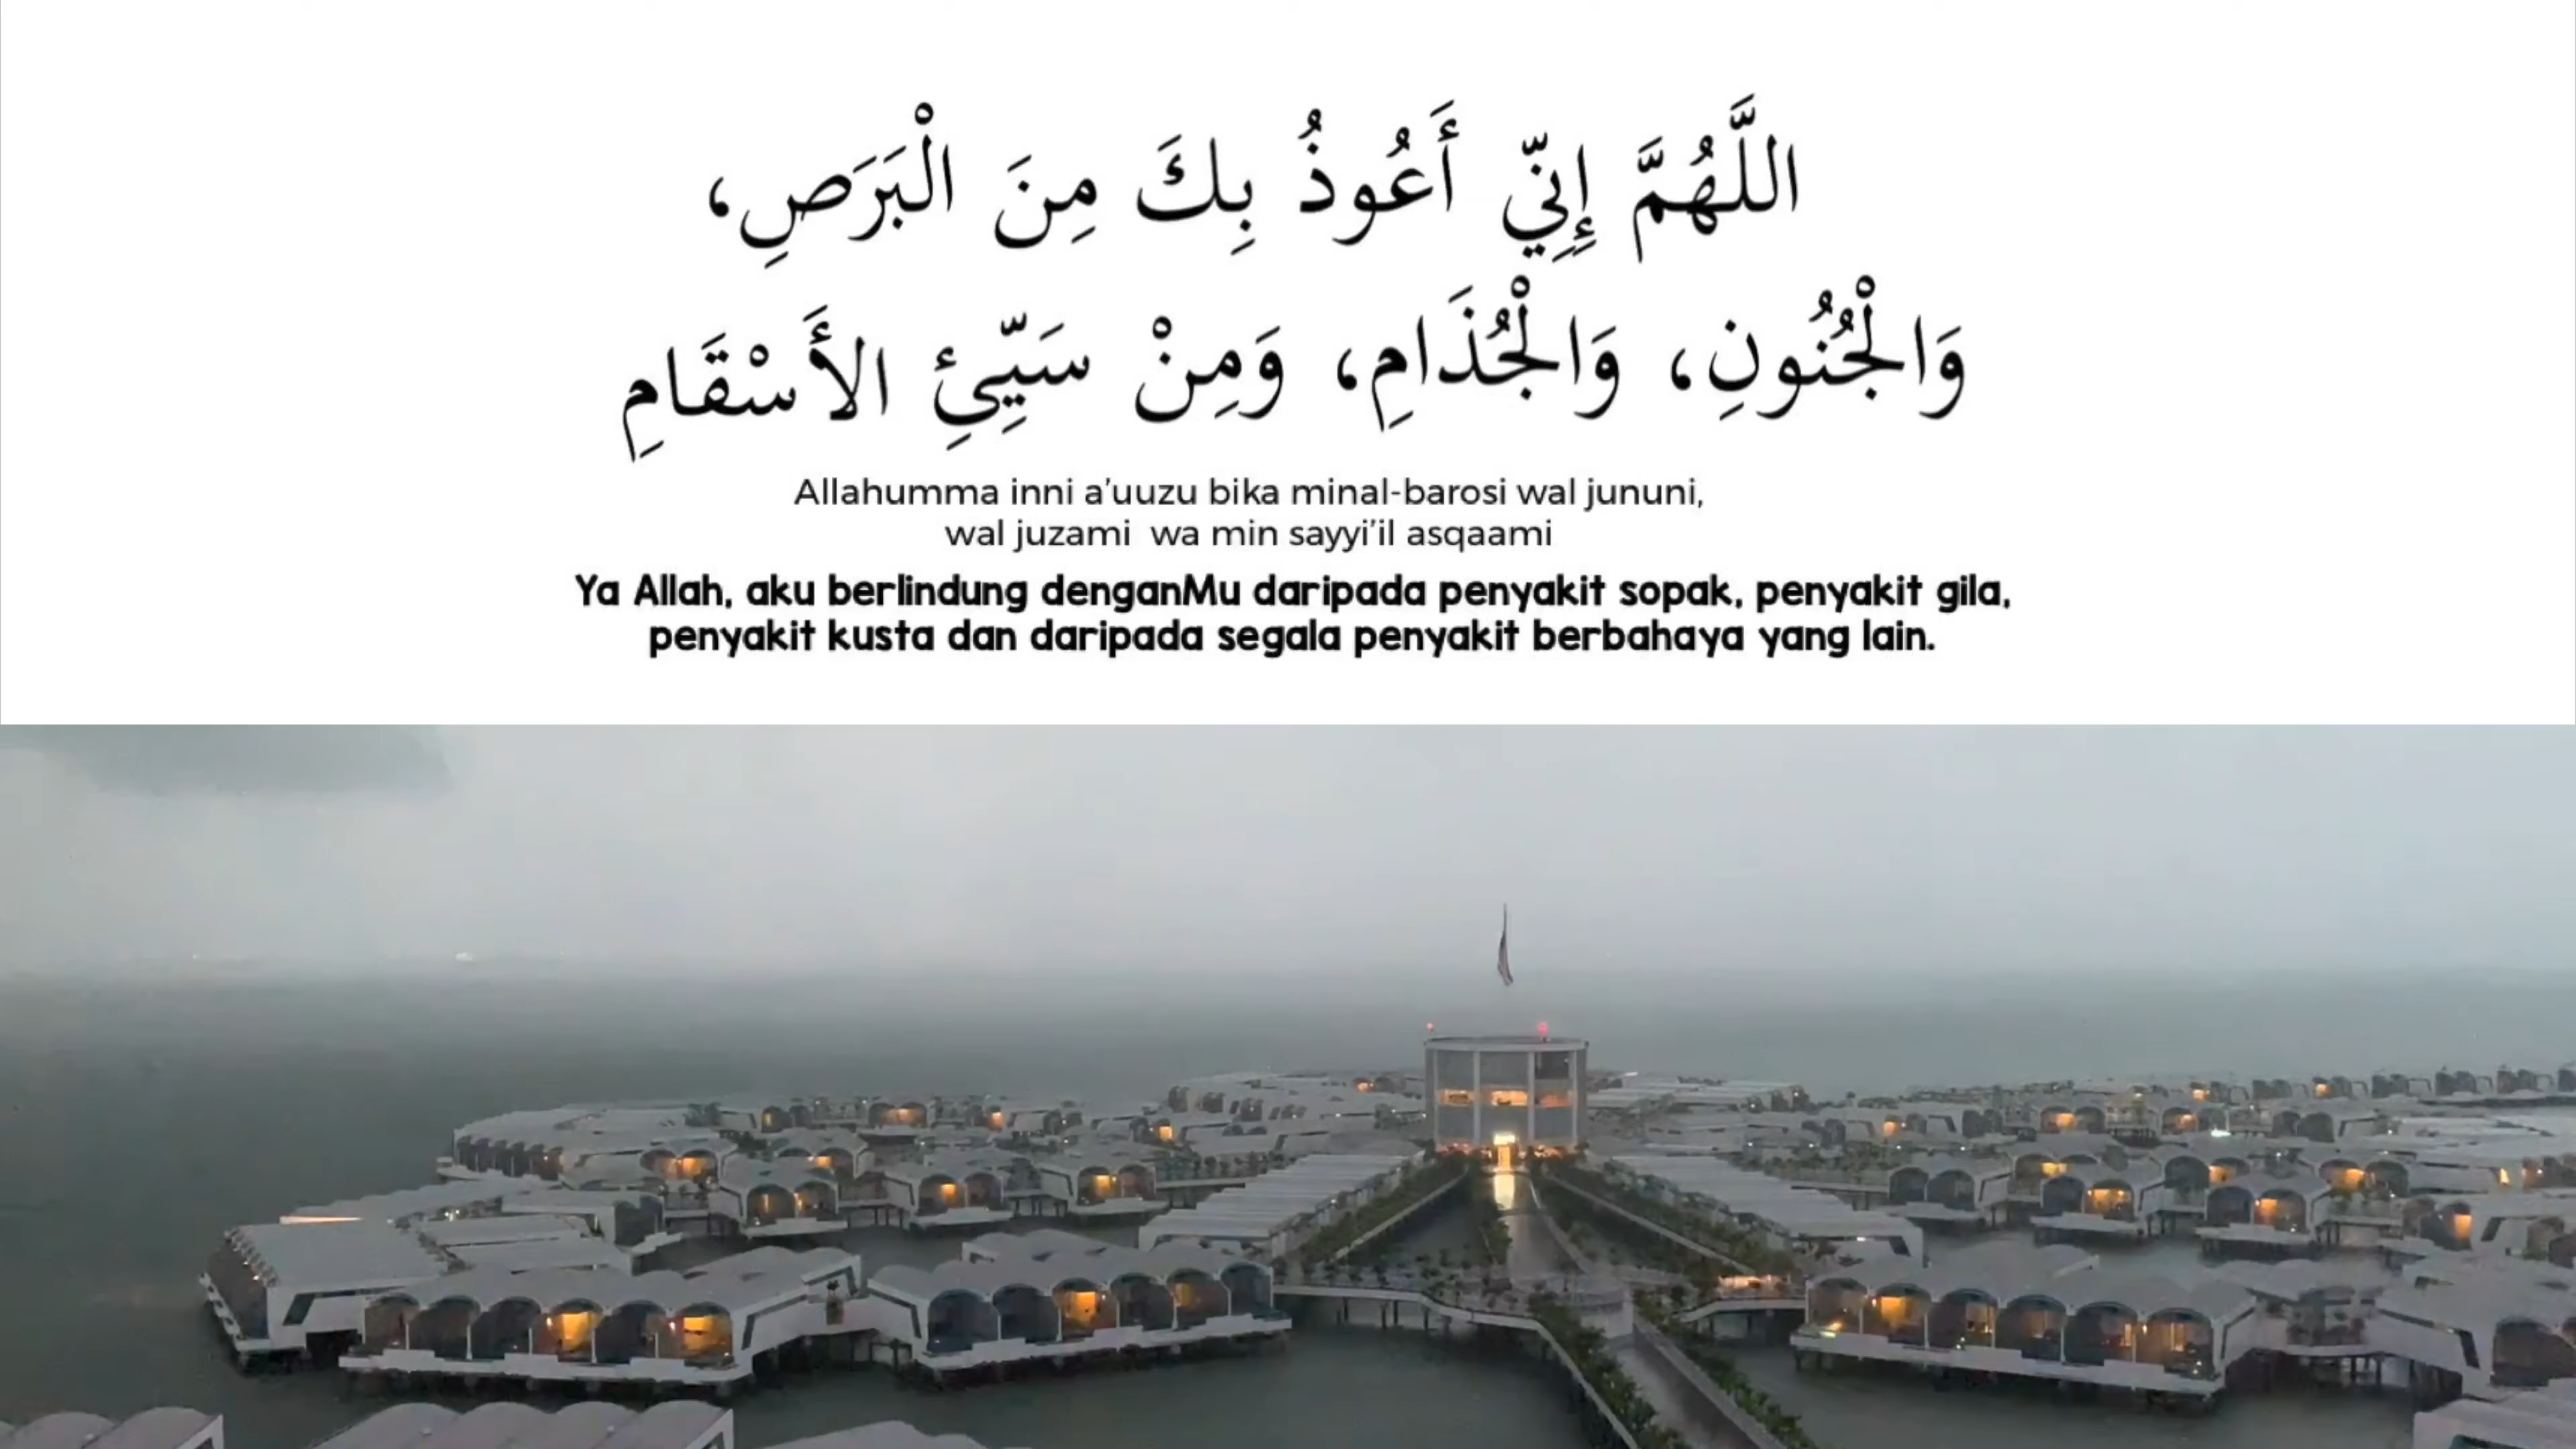 اللَّهُمَّ إِنِّي أَعُوذُ بِكَ مِنَ الْبَرَصِ،
وَالْجُنُونِ، وَالْجُذَامِ، وَمِنْ سَيِّئِ الأَسْقَامِ
Allahumma inni a’uuzu bika minal-barosi wal jununi,
wal juzami wa min sayyi’il asqaami
Ya Allah, aku berlindung denganMu daripada penyakit sopak, penyakit gila,
penyakit kusta dan daripada segala penyakit berbahaya yang lain.